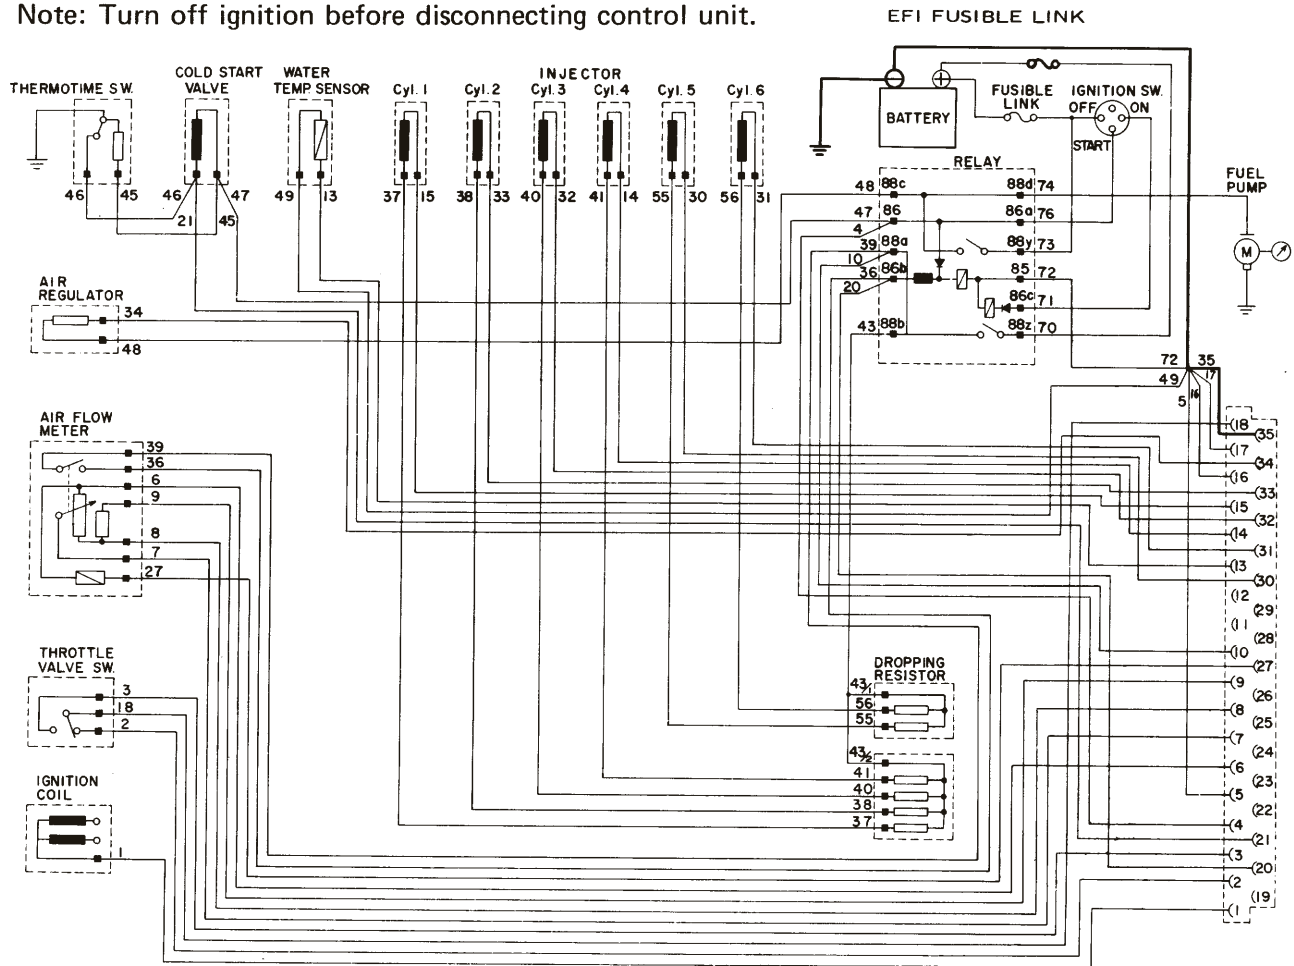 Note: Turn off ignition before disconnecting control unit.
EFI FUSIBLE LINK
THERMOTIME SW.
COLD START
VALVE
WATER
TEMP. SENSOR
INJECTOR
Cyl. 1
Cyl. 2
Cyl. 3
Cyl. 4
Cyl. 5
Cyl. 6
BATTERY
FUSIBLE
LINK
IGNITION SW.
OFF
ON
START
46 45 46 47 49 13 37 15 38 33 40 32 41 14 55 30 56 31
21 45
RELAY
48 88c 88d 74
47 86 86a 76
4
39 88a 88y 73
10
36 86b 85 72
20
86c 71
43 88b 88z 70
FUEL
PUMP
M
AIR
REGULATOR
34
48
72 35
49 17
5 16
AIR FLOW
METER
39
36
6
9
8
7
27
THROTTLE
VALVE SW.
3
18
2
IGNITION
COIL
1
DROPPING
RESISTOR
43/1
56
55
43/2
41
40
38
37
(18
(35
(17
(34
(16
(33
(15
(32
(14
(31
(13
(30
(12
(29
(11
(28
(10
(27
(9
(26
(8
(25
(7
(24
(6
(23
(5
(22
(4
(21
(3
(20
(2
(19
(1